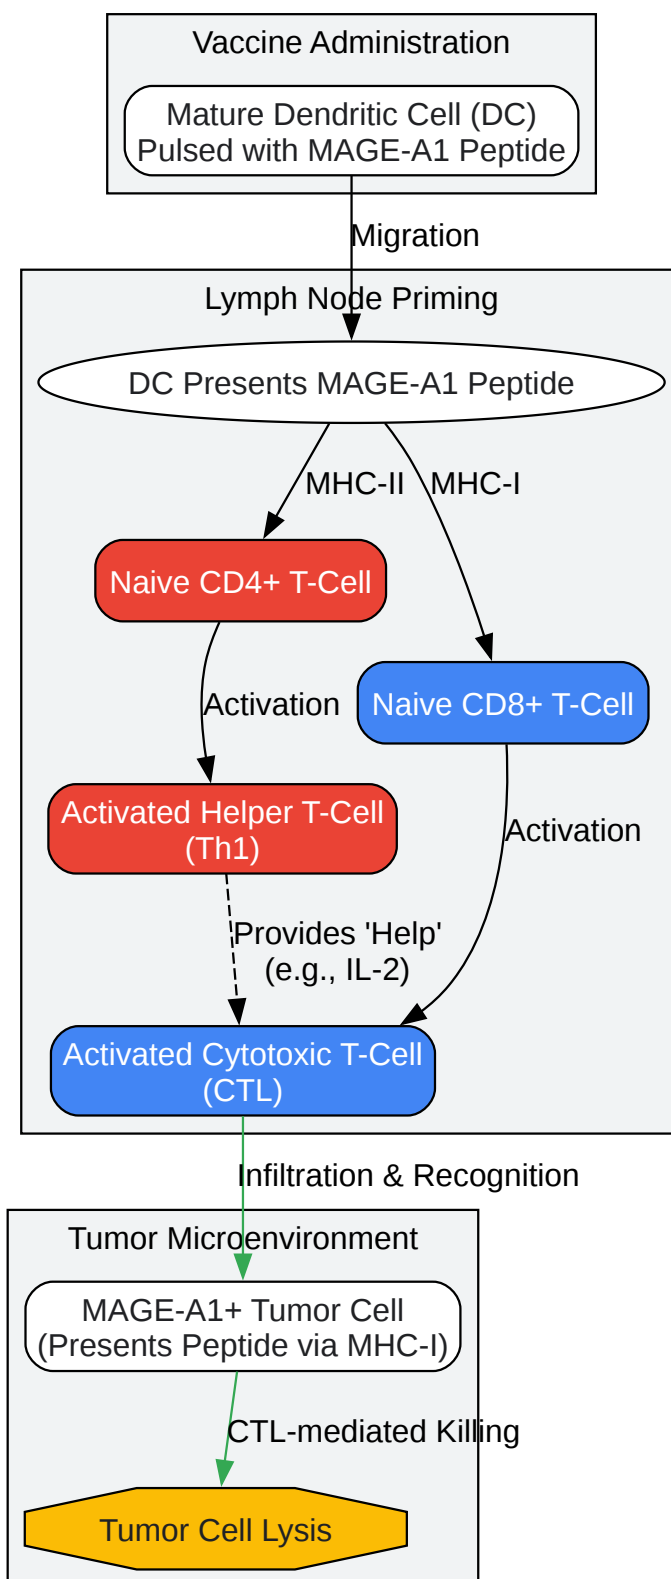 Vaccine Administration
Mature Dendritic Cell (DC)
Pulsed with MAGE-A1 Peptide
Migration
Lymph Node Priming
DC Presents MAGE-A1 Peptide
MHC-II
MHC-I
Naive CD4+ T-Cell
Naive CD8+ T-Cell
Activation
Activated Helper T-Cell
(Th1)
Activation
Provides 'Help'
(e.g., IL-2)
Activated Cytotoxic T-Cell
(CTL)
Infiltration & Recognition
Tumor Microenvironment
MAGE-A1+ Tumor Cell
(Presents Peptide via MHC-I)
CTL-mediated Killing
Tumor Cell Lysis